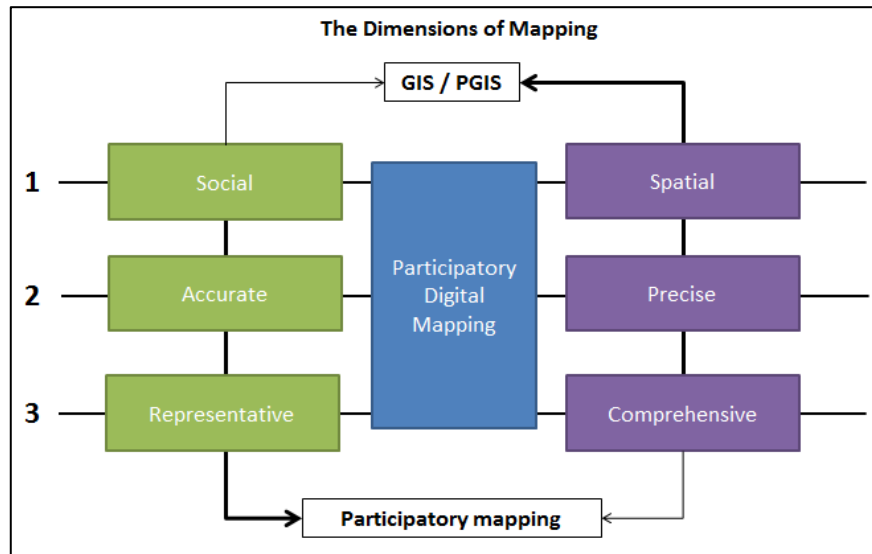 The Dimensions of Mapping
GIS / PGIS
1
Social
Spatial
Participatory
Digital
Mapping
2
Accurate
Precise
3
Representative
Comprehensive
Participatory mapping